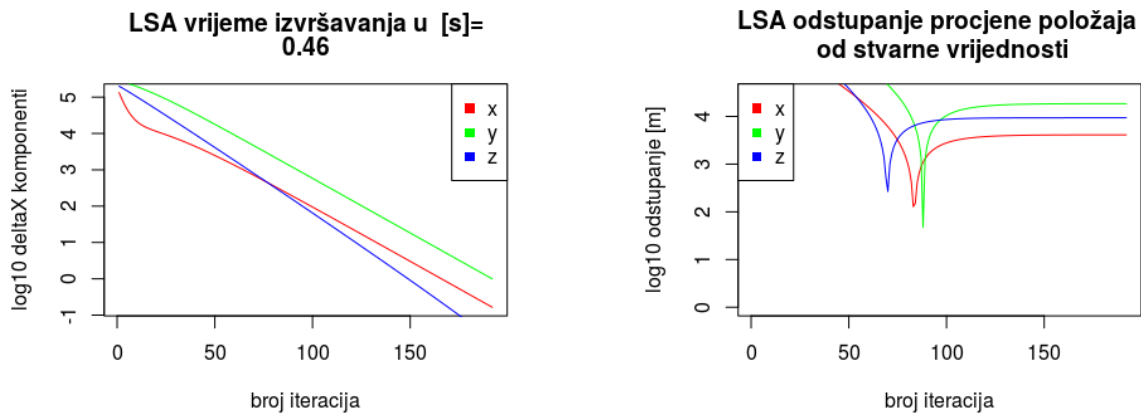 LSA vrijeme izvršavanja u [s]=
0.46
log10 deltaX komponenti
5
4
3
2
1
0
-1
x
y
z
0
50
100
150
broj iteracija
LSA odstupanje procjene položaja
od stvarne vrijednosti
log10 odstupanje [m]
4
3
2
1
0
x
y
z
0
50
100
150
broj iteracija